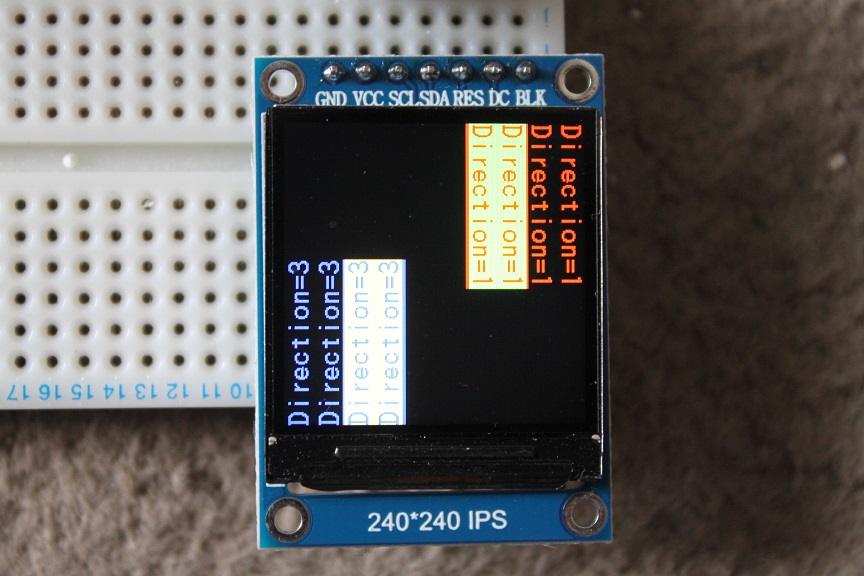 GND VCC SCL SDA RES DC BLK
Direction=1
Direction=1
Direction=1
Direction=1
Direction=3
Direction=3
Direction=3
Direction=3
240*240 IPS
17 16 15 14 13 12 11 10